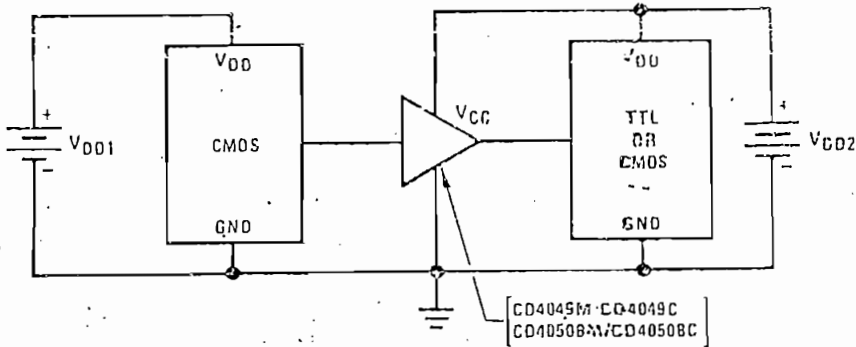 VDD
VDD1
CMOS
GND
VCC
VDD
TTL
OR
CMOS
GND
VDD2
CD4049M·CD4049C
CD4050BM/CD4050BC